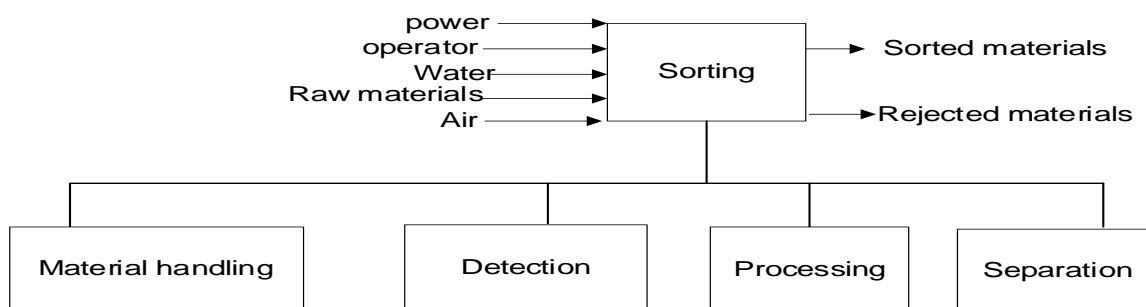 power
operator
Water
Raw materials
Air
Sorting
Sorted materials
Rejected materials
Material handling
Detection
Processing
Separation